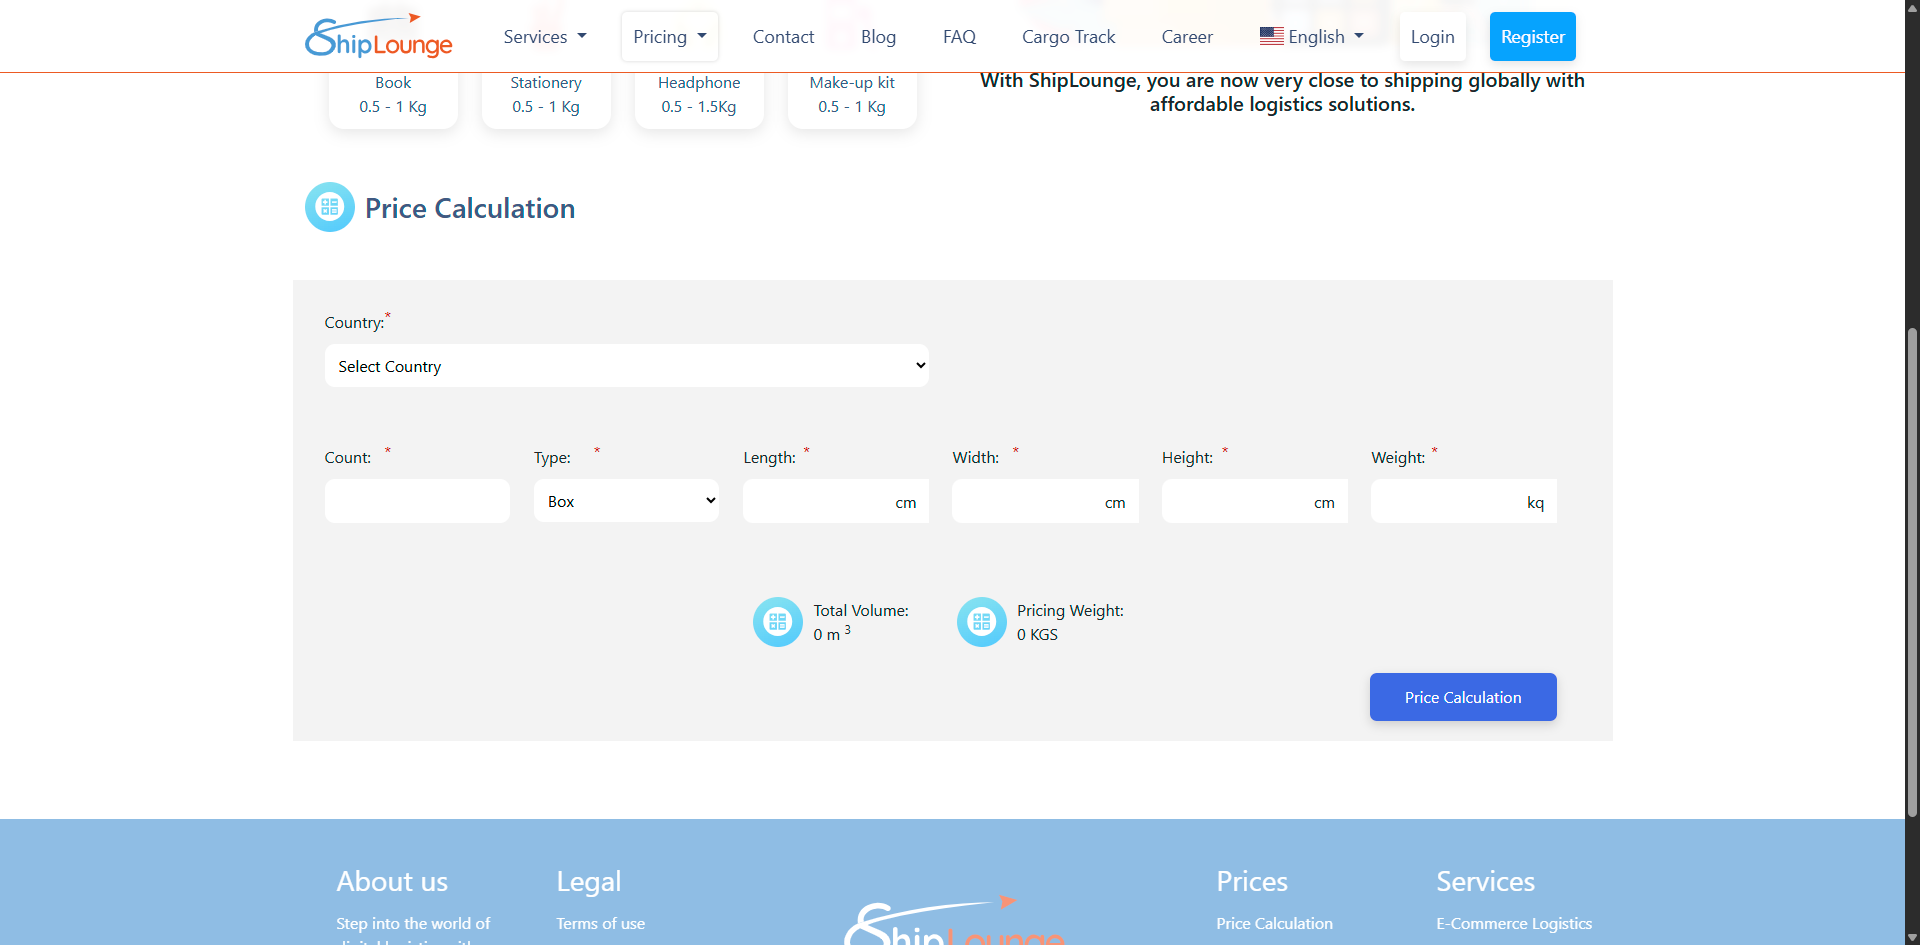 ShipLounge
Services
Pricing
Contact
Blog
FAQ
Cargo Track
Career
English
Login
Register
Book
0.5 - 1 Kg
Stationery
0.5 - 1 Kg
Headphone
0.5 - 1.5Kg
Make-up kit
0.5 - 1 Kg
With ShipLounge, you are now very close to shipping globally with
affordable logistics solutions.
Price Calculation
Country:*
Select Country
Count: *
Type: *
Length: *
Width: *
Height: *
Weight: *
Box
cm
cm
cm
kq
Total Volume:
0 m 3
Pricing Weight:
0 KGS
Price Calculation
About us
Step into the world of
Legal
Terms of use
ShipLounge
Prices
Price Calculation
Services
E-Commerce Logistics